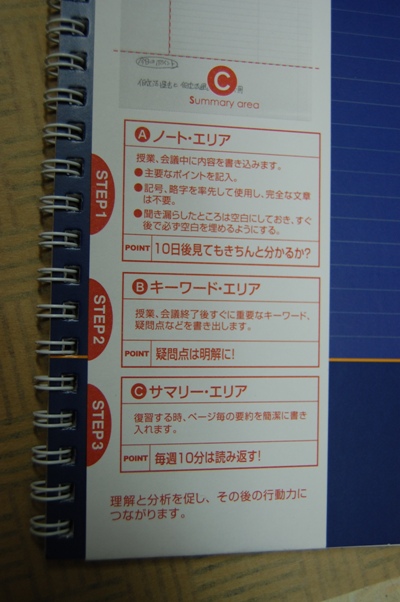 C
Summary area
STEP1
A ノート・エリア
授業、会議中に内容を書き込みます。
●主要なポイントを記入。
●記号、略字を率先して使用し、完全な文章
は不要。
●聞き漏らしたところは空白にしておき、すぐ
後で必ず空白を埋めるようにする。
POINT 10日後見てもきちんと分かるか?
STEP2
B キーワード・エリア
授業、会議終了後すぐに重要なキーワード、
疑問点などを書き出します。
POINT 疑問点は明解に!
STEP3
C サマリー・エリア
復習する時、ページ毎の要約を簡潔に書き
入れます。
POINT 毎週10分は読み返す!
理解と分析を促し、その後の行動力に
つながります。